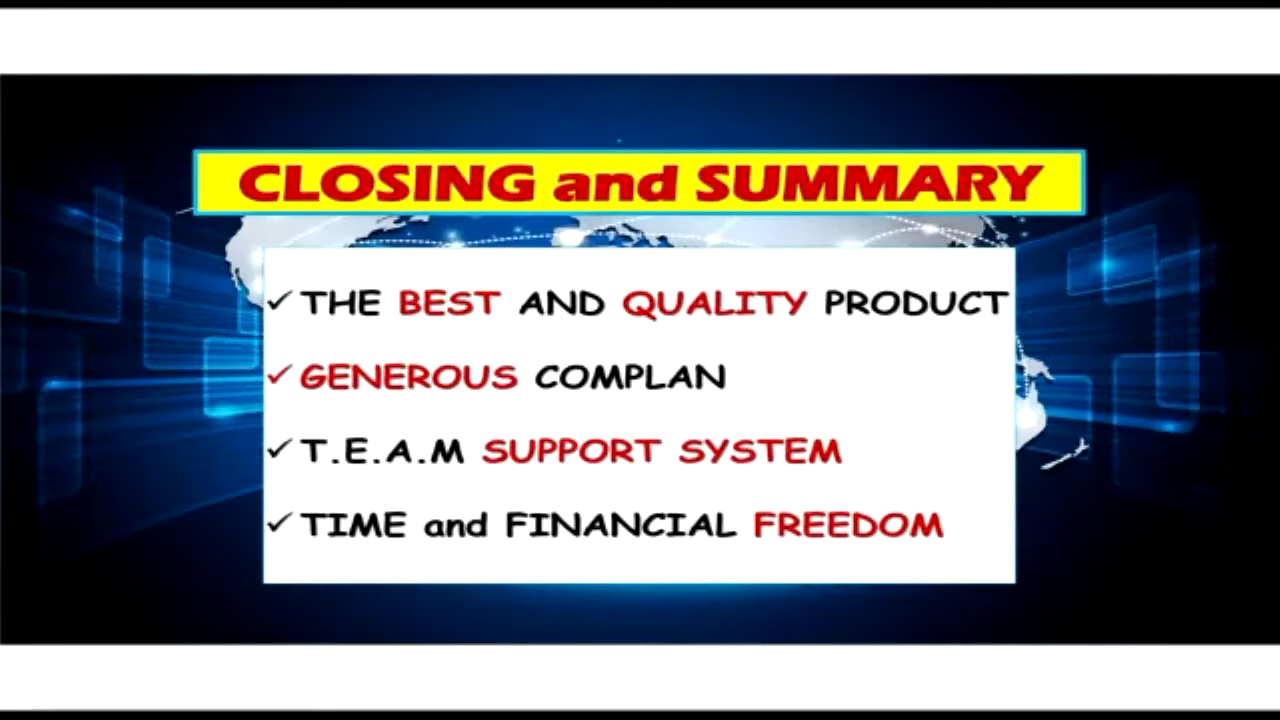 CLOSING and SUMMARY
✓ THE BEST AND QUALITY PRODUCT
✓ GENEROUS COMPLAN
✓ T.E.A.M SUPPORT SYSTEM
✓ TIME and FINANCIAL FREEDOM